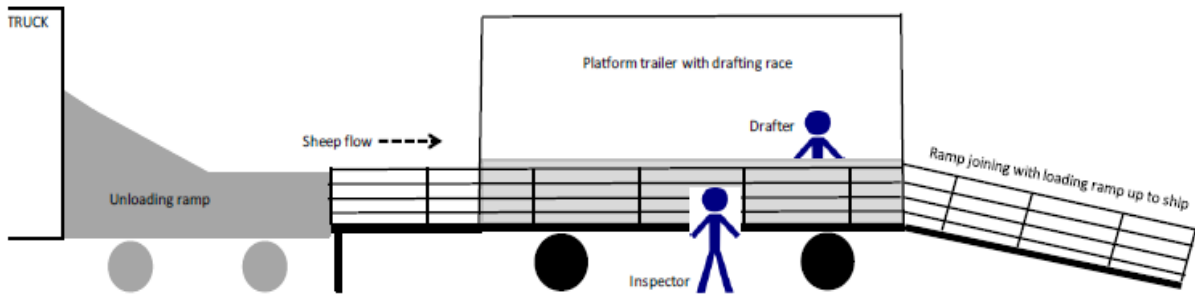 TRUCK
Platform trailer with drafting race
Drafter
Sheep flow
Ramp joining with loading ramp up to ship
Unloading ramp
Inspector